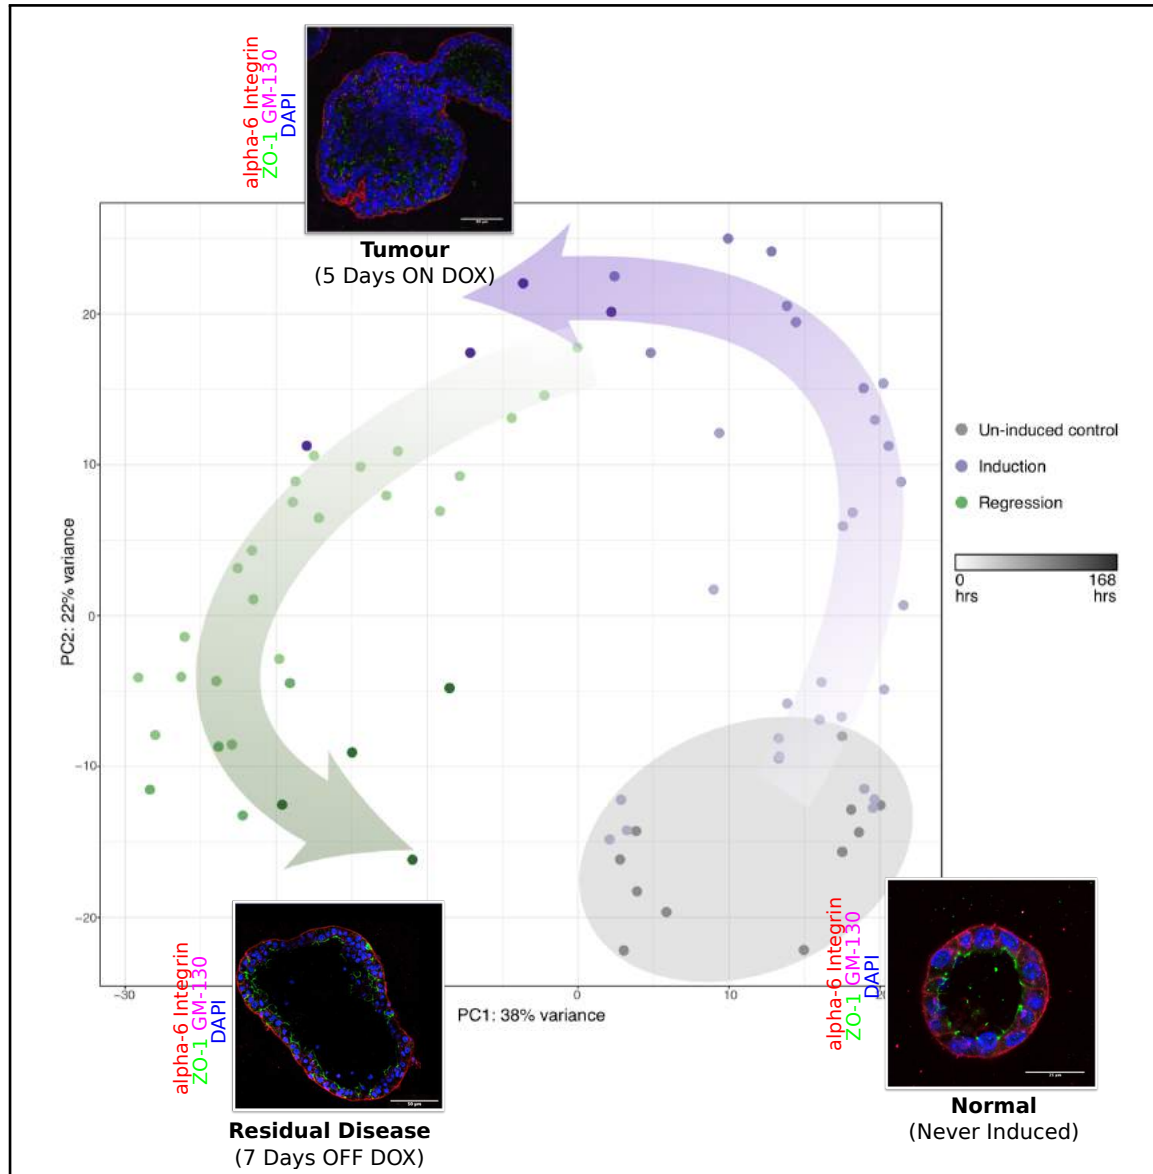 alpha-6 Integrin
ZO-1 GM-130
DAPI
Tumour
(5 Days ON DOX)
20
10
0
−10
−20
PC2: 22% variance
Un-induced control
Induction
Regression
0
hrs
168
hrs
−30
0
10
PC1: 38% variance
alpha-6 Integrin
ZO-1 GM-130
DAPI
50 µm
Residual Disease
(7 Days OFF DOX)
alpha-6 Integrin
ZO-1 GM-130
DAPI
Normal
(Never Induced)